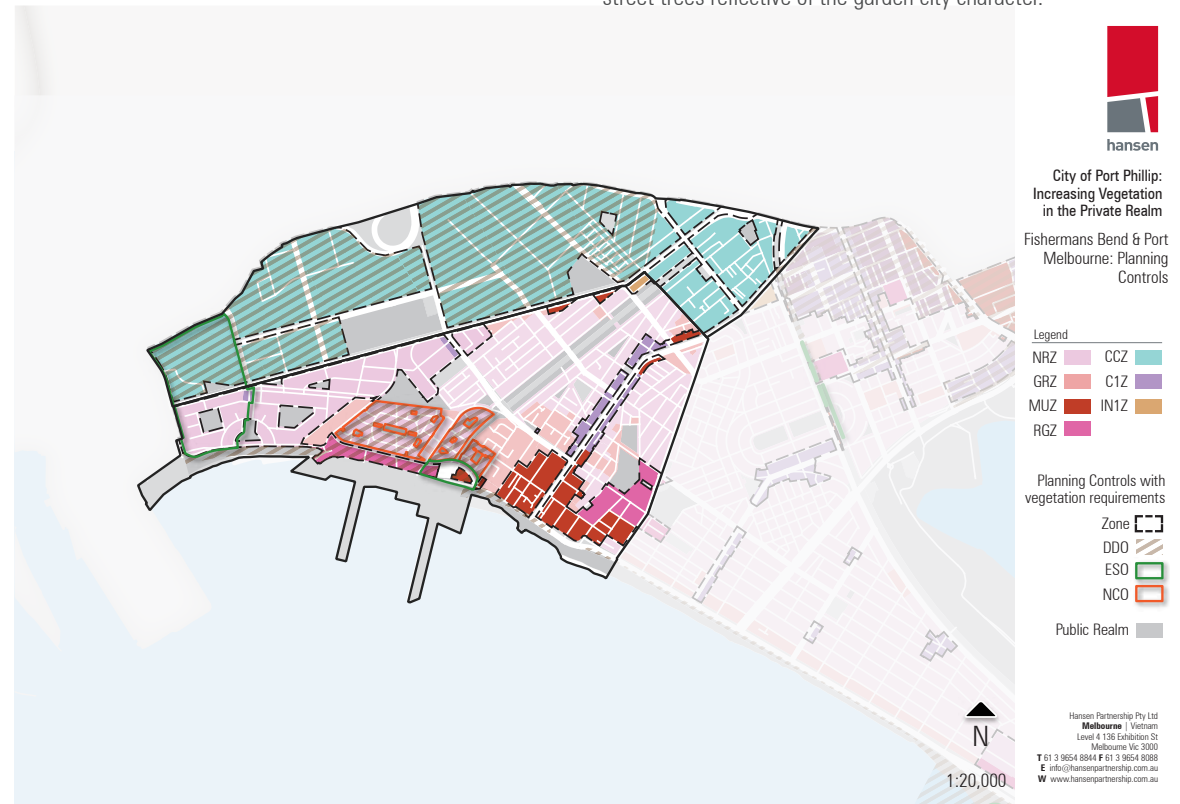 street trees reflective of the garden city character.
hansen
City of Port Phillip:
Increasing Vegetation
in the Private Realm
Fishermans Bend & Port
Melbourne: Planning
Controls
Legend
NRZ CCZ
GRZ C1Z
MUZ IN1Z
RGZ
Planning Controls with
vegetation requirements
Zone
DDO
ESO
NCO
Public Realm
N
1:20,000
Hansen Partnership Pty Ltd
Melbourne | Vietnam
Level 4 136 Exhibition St
Melbourne Vic 3000
T 61 3 9654 8844 F 61 3 9654 8088
E info@hansenpartnership.com.au
W www.hansenpartnership.com.au